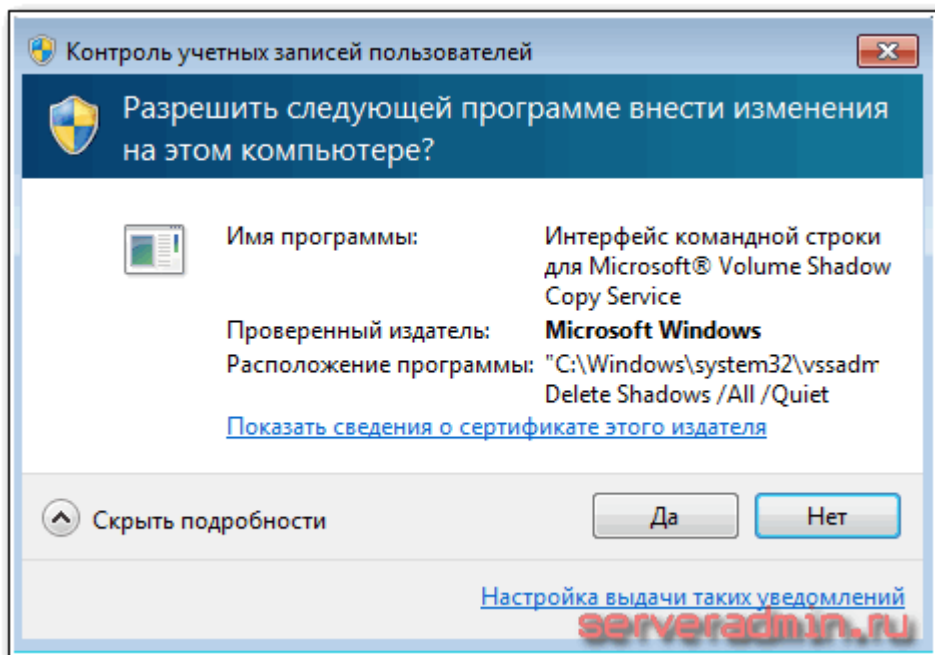 Контроль учетных записей пользователей
Разрешить следующей программе внести изменения
на этом компьютере?
Имя программы: Интерфейс командной строки
для Microsoft® Volume Shadow
Copy Service
Проверенный издатель: Microsoft Windows
Расположение программы: "C:\Windows\system32\vssadm
Delete Shadows /All /Quiet
Показать сведения о сертификате этого издателя
Скрыть подробности
Да
Нет
Настройка выдачи таких уведомлений
serveradmin.ru